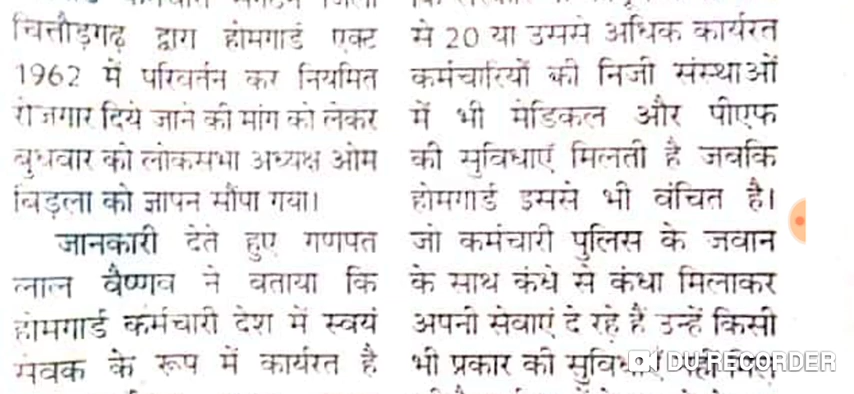 चित्तौड़गढ़ द्वारा होमगार्ड एक्ट
1962 में परिवर्तन कर नियमित
रोजगार दिये जाने की मांग को लेकर
बुधवार को लोकसभा अध्यक्ष ओम
बिड़ला को ज्ञापन सौंपा गया।
जानकारी देते हुए गणपत
लाल वैष्णव ने बताया कि
होमगार्ड कर्मचारी देश में स्वयं
सेवक के रूप में कार्यरत है
से 20 या उससे अधिक कार्यरत
कर्मचारियों की निजी संस्थाओं
में भी मेडिकल और पीएफ
की सुविधाएं मिलती है जबकि
होमगार्ड इससे भी वंचित है।
जो कर्मचारी पुलिस के जवान
के साथ कंधे से कंधा मिलाकर
अपनी सेवाएं दे रहे हैं उन्हें किसी
भी प्रकार की
DU RECORDER